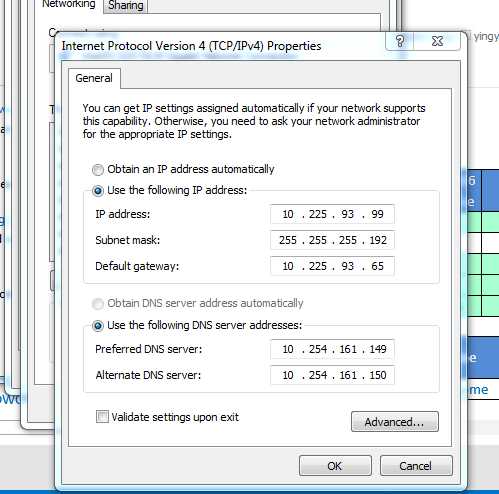 Networking
Sharing
Internet Protocol Version 4 (TCP/IPv4) Properties
General
You can get IP settings assigned automatically if your network supports
this capability. Otherwise, you need to ask your network administrator
for the appropriate IP settings.
Obtain an IP address automatically
Use the following IP address:
IP address: 10 . 225 . 93 . 99
Subnet mask: 255 . 255 . 255 . 192
Default gateway: 10 . 225 . 93 . 65
Obtain DNS server address automatically
Use the following DNS server addresses:
Preferred DNS server: 10 . 254 . 161 . 149
Alternate DNS server: 10 . 254 . 161 . 150
Validate settings upon exit
Advanced...
OK
Cancel